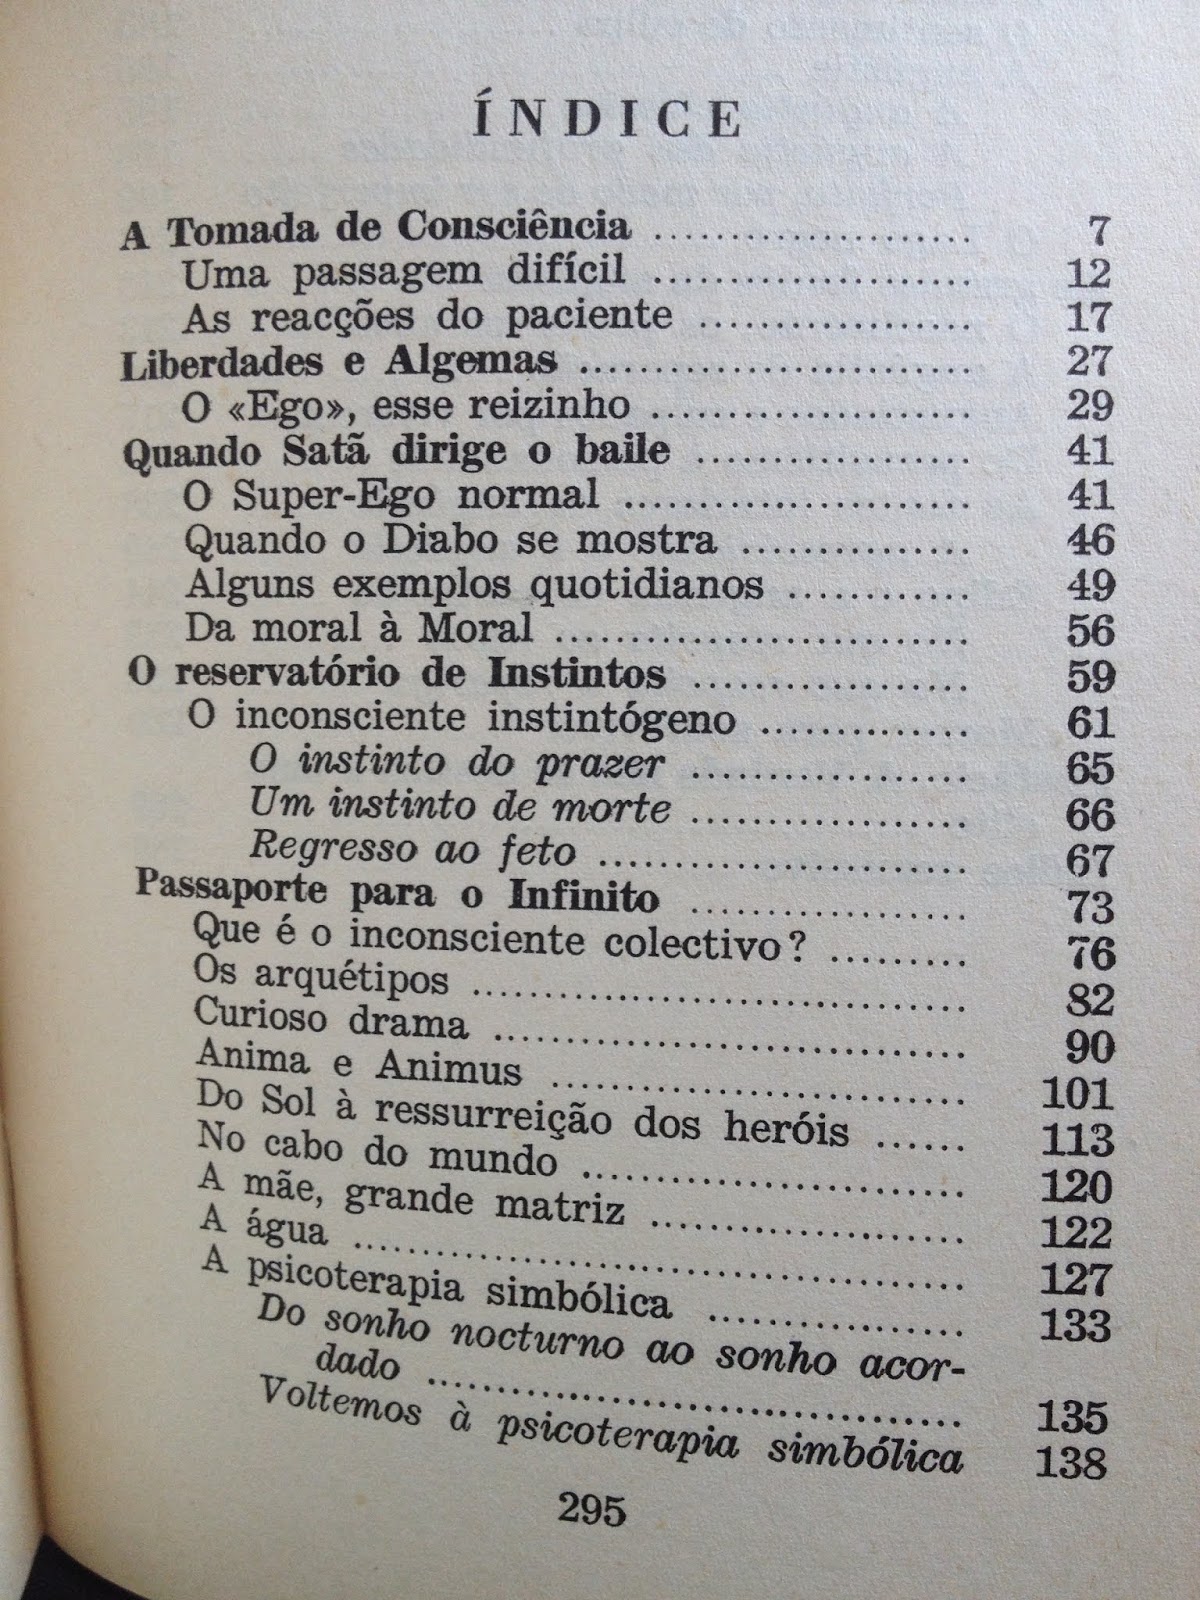 ÍNDICE
A Tomada de Consciência ...................... 7
Uma passagem difícil ...................... 12
As reacções do paciente ................... 17
Liberdades e Algemas ........................... 27
O «Ego», esse reizinho ...................... 29
Quando Satã dirige o baile ................... 41
O Super-Ego normal ........................ 41
Quando o Diabo se mostra ................ 46
Alguns exemplos quotidianos ............. 49
Da moral à Moral ............................. 56
O reservatório de Instintos ................... 59
O inconsciente instintógeno .............. 61
O instinto do prazer ................... 65
Um instinto de morte ................... 66
Regresso ao feto ......................... 67
Passaporte para o Infinito ................... 73
Que é o inconsciente colectivo? ......... 76
Os arquétipos .................................. 82
Curioso drama ................................ 90
Anima e Animus ............................. 101
Do Sol à ressurreição dos heróis ...... 113
No cabo do mundo .......................... 120
A mãe, grande matriz ...................... 122
A água ........................................... 127
A psicoterapia simbólica .................. 133
Do sonho nocturno ao sonho acor-
dado ...................................... 135
Voltemos à psicoterapia simbólica 138
295